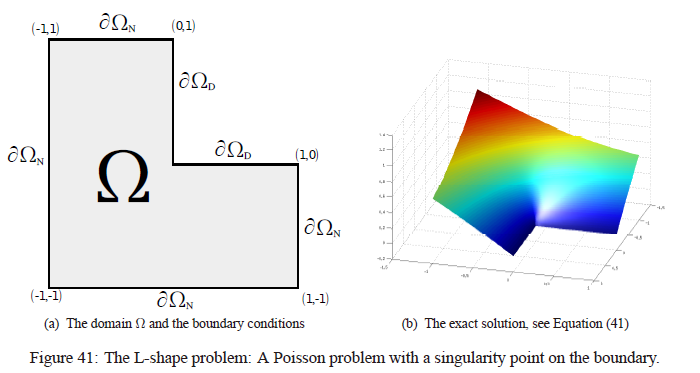 (-1,1) ∂Ω_N (0,1)
∂Ω_D
∂Ω_N Ω ∂Ω_D (1,0)
∂Ω_N
(-1,-1) ∂Ω_N (1,-1)
(a) The domain Ω and the boundary conditions
(b) The exact solution, see Equation (41)
Figure 41: The L-shape problem: A Poisson problem with a singularity point on the boundary.